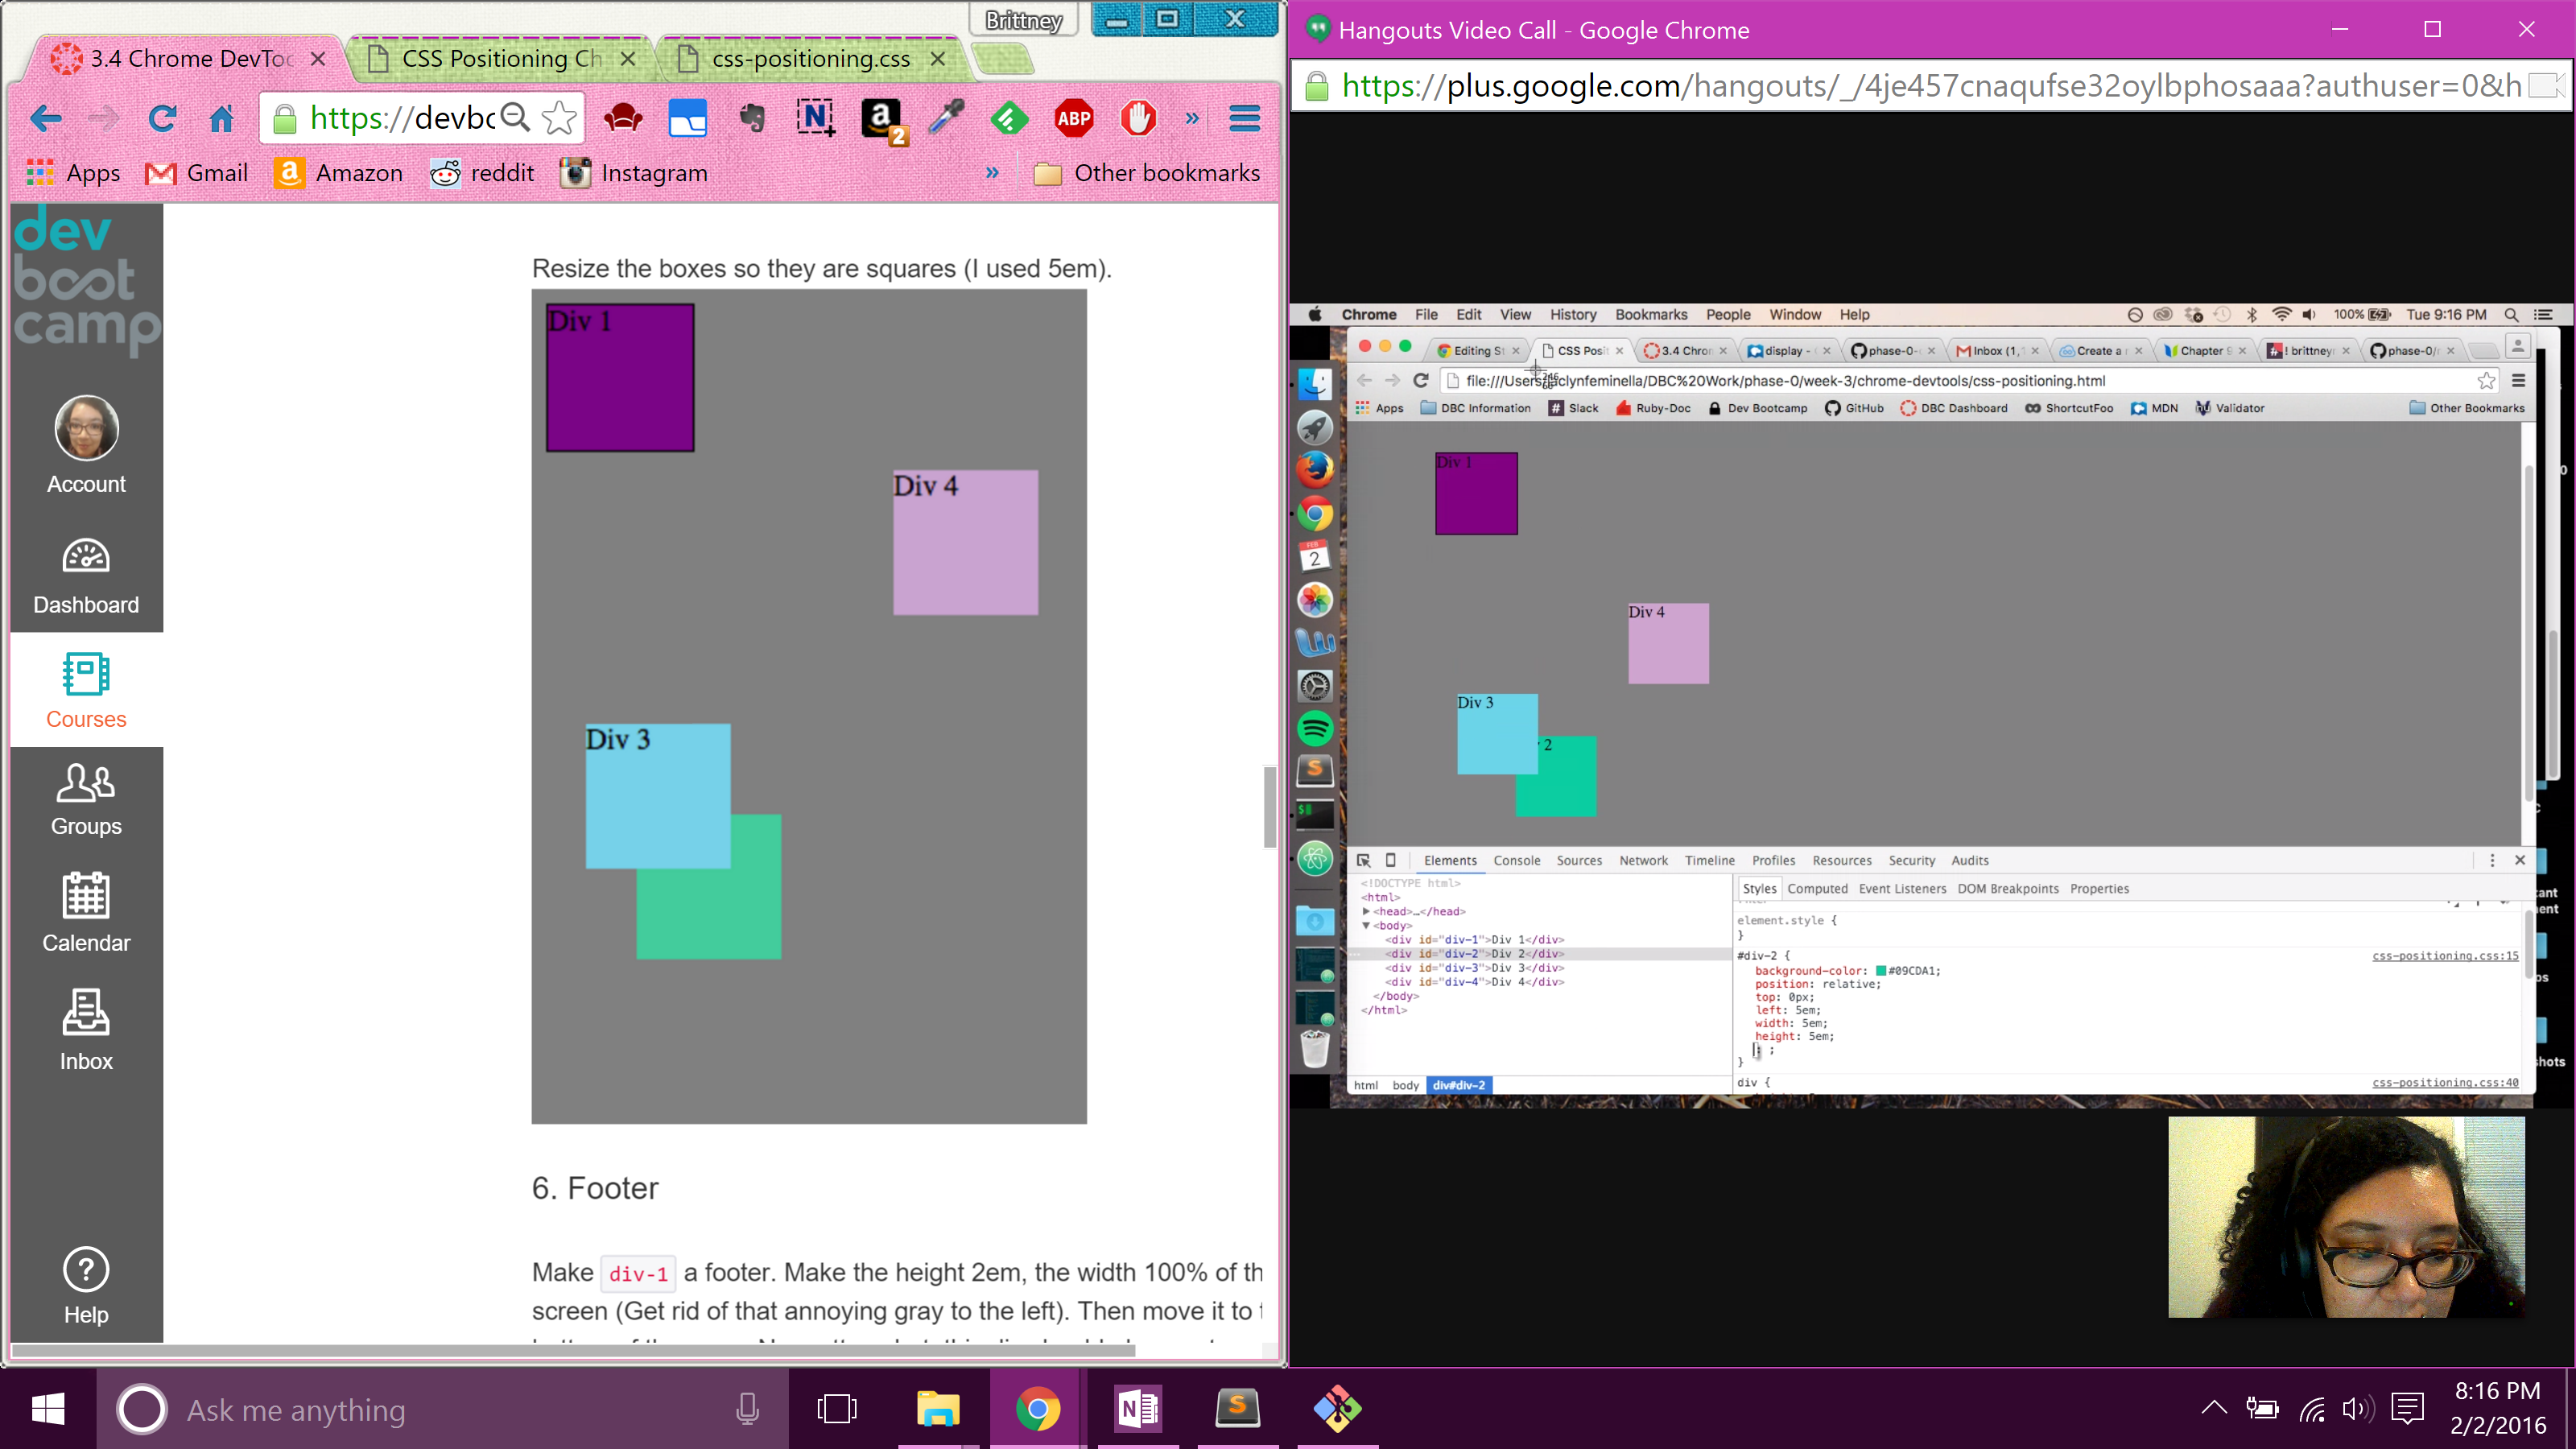 Brittney
3.4 Chrome DevToo
CSS Positioning Ch
css-positioning.css
https://devbc
a
2
N
ABP
Apps
Gmail
Amazon
reddit
Instagram
»
Other bookmarks
dev
boot
camp
Account
Dashboard
Courses
Groups
Calendar
Inbox
Help
Resize the boxes so they are squares (I used 5em).
Div 1
Div 4
Div 3
6. Footer
Make div-1 a footer. Make the height 2em, the width 100% of th
screen (Get rid of that annoying gray to the left). Then move it to t
Hangouts Video Call - Google Chrome
https://plus.google.com/hangouts/_/4je457cnaqufse32oylbphosaaa?authuser=0&h
Chrome File Edit View History Bookmarks People Window Help
100% Tue 9:16 PM
Editing St
CSS Posit
3.4 Chron
display -
phase-0-
Inbox (1,
Create a
Chapter 9
! brittney
phase-0/
file:///Users/jaclynfeminella/DBC%20Work/phase-0/week-3/chrome-devtools/css-positioning.html
Apps DBC Information Slack Ruby-Doc Dev Bootcamp GitHub DBC Dashboard ShortcutFoo MDN Validator Other Bookmarks
FEB
2
Div 1
Div 4
Div 3
2
Elements Console Sources Network Timeline Profiles Resources Security Audits
<!DOCTYPE html>
<html>
<head>…</head>
<body>
<div id="div-1">Div 1</div>
<div id="div-2">Div 2</div>
<div id="div-3">Div 3</div>
<div id="div-4">Div 4</div>
</body>
</html>
html body div#div-2
Styles Computed Event Listeners DOM Breakpoints Properties
element.style {
}
#div-2 { css-positioning.css:15
background-color: #09CDA1;
position: relative;
top: 0px;
left: 5em;
width: 5em;
height: 5em;
: ;
}
div { css-positioning.css:40
Ask me anything
8:16 PM
2/2/2016